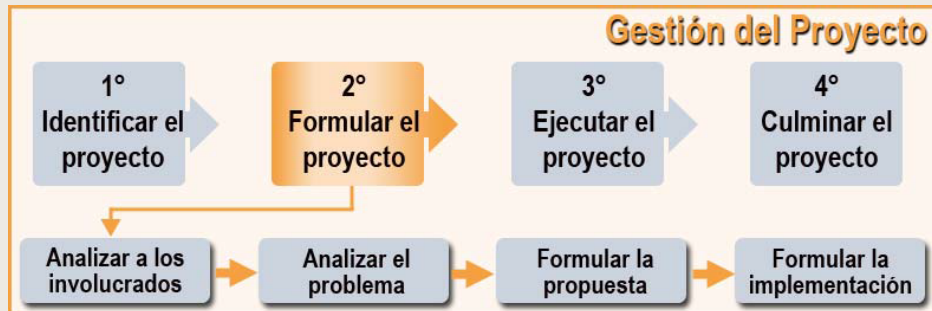 Gestión del Proyecto
1°
Identificar el
proyecto
2°
Formular el
proyecto
3°
Ejecutar el
proyecto
4°
Culminar el
proyecto
Analizar a los
involucrados
Analizar el
problema
Formular la
propuesta
Formular la
implementación